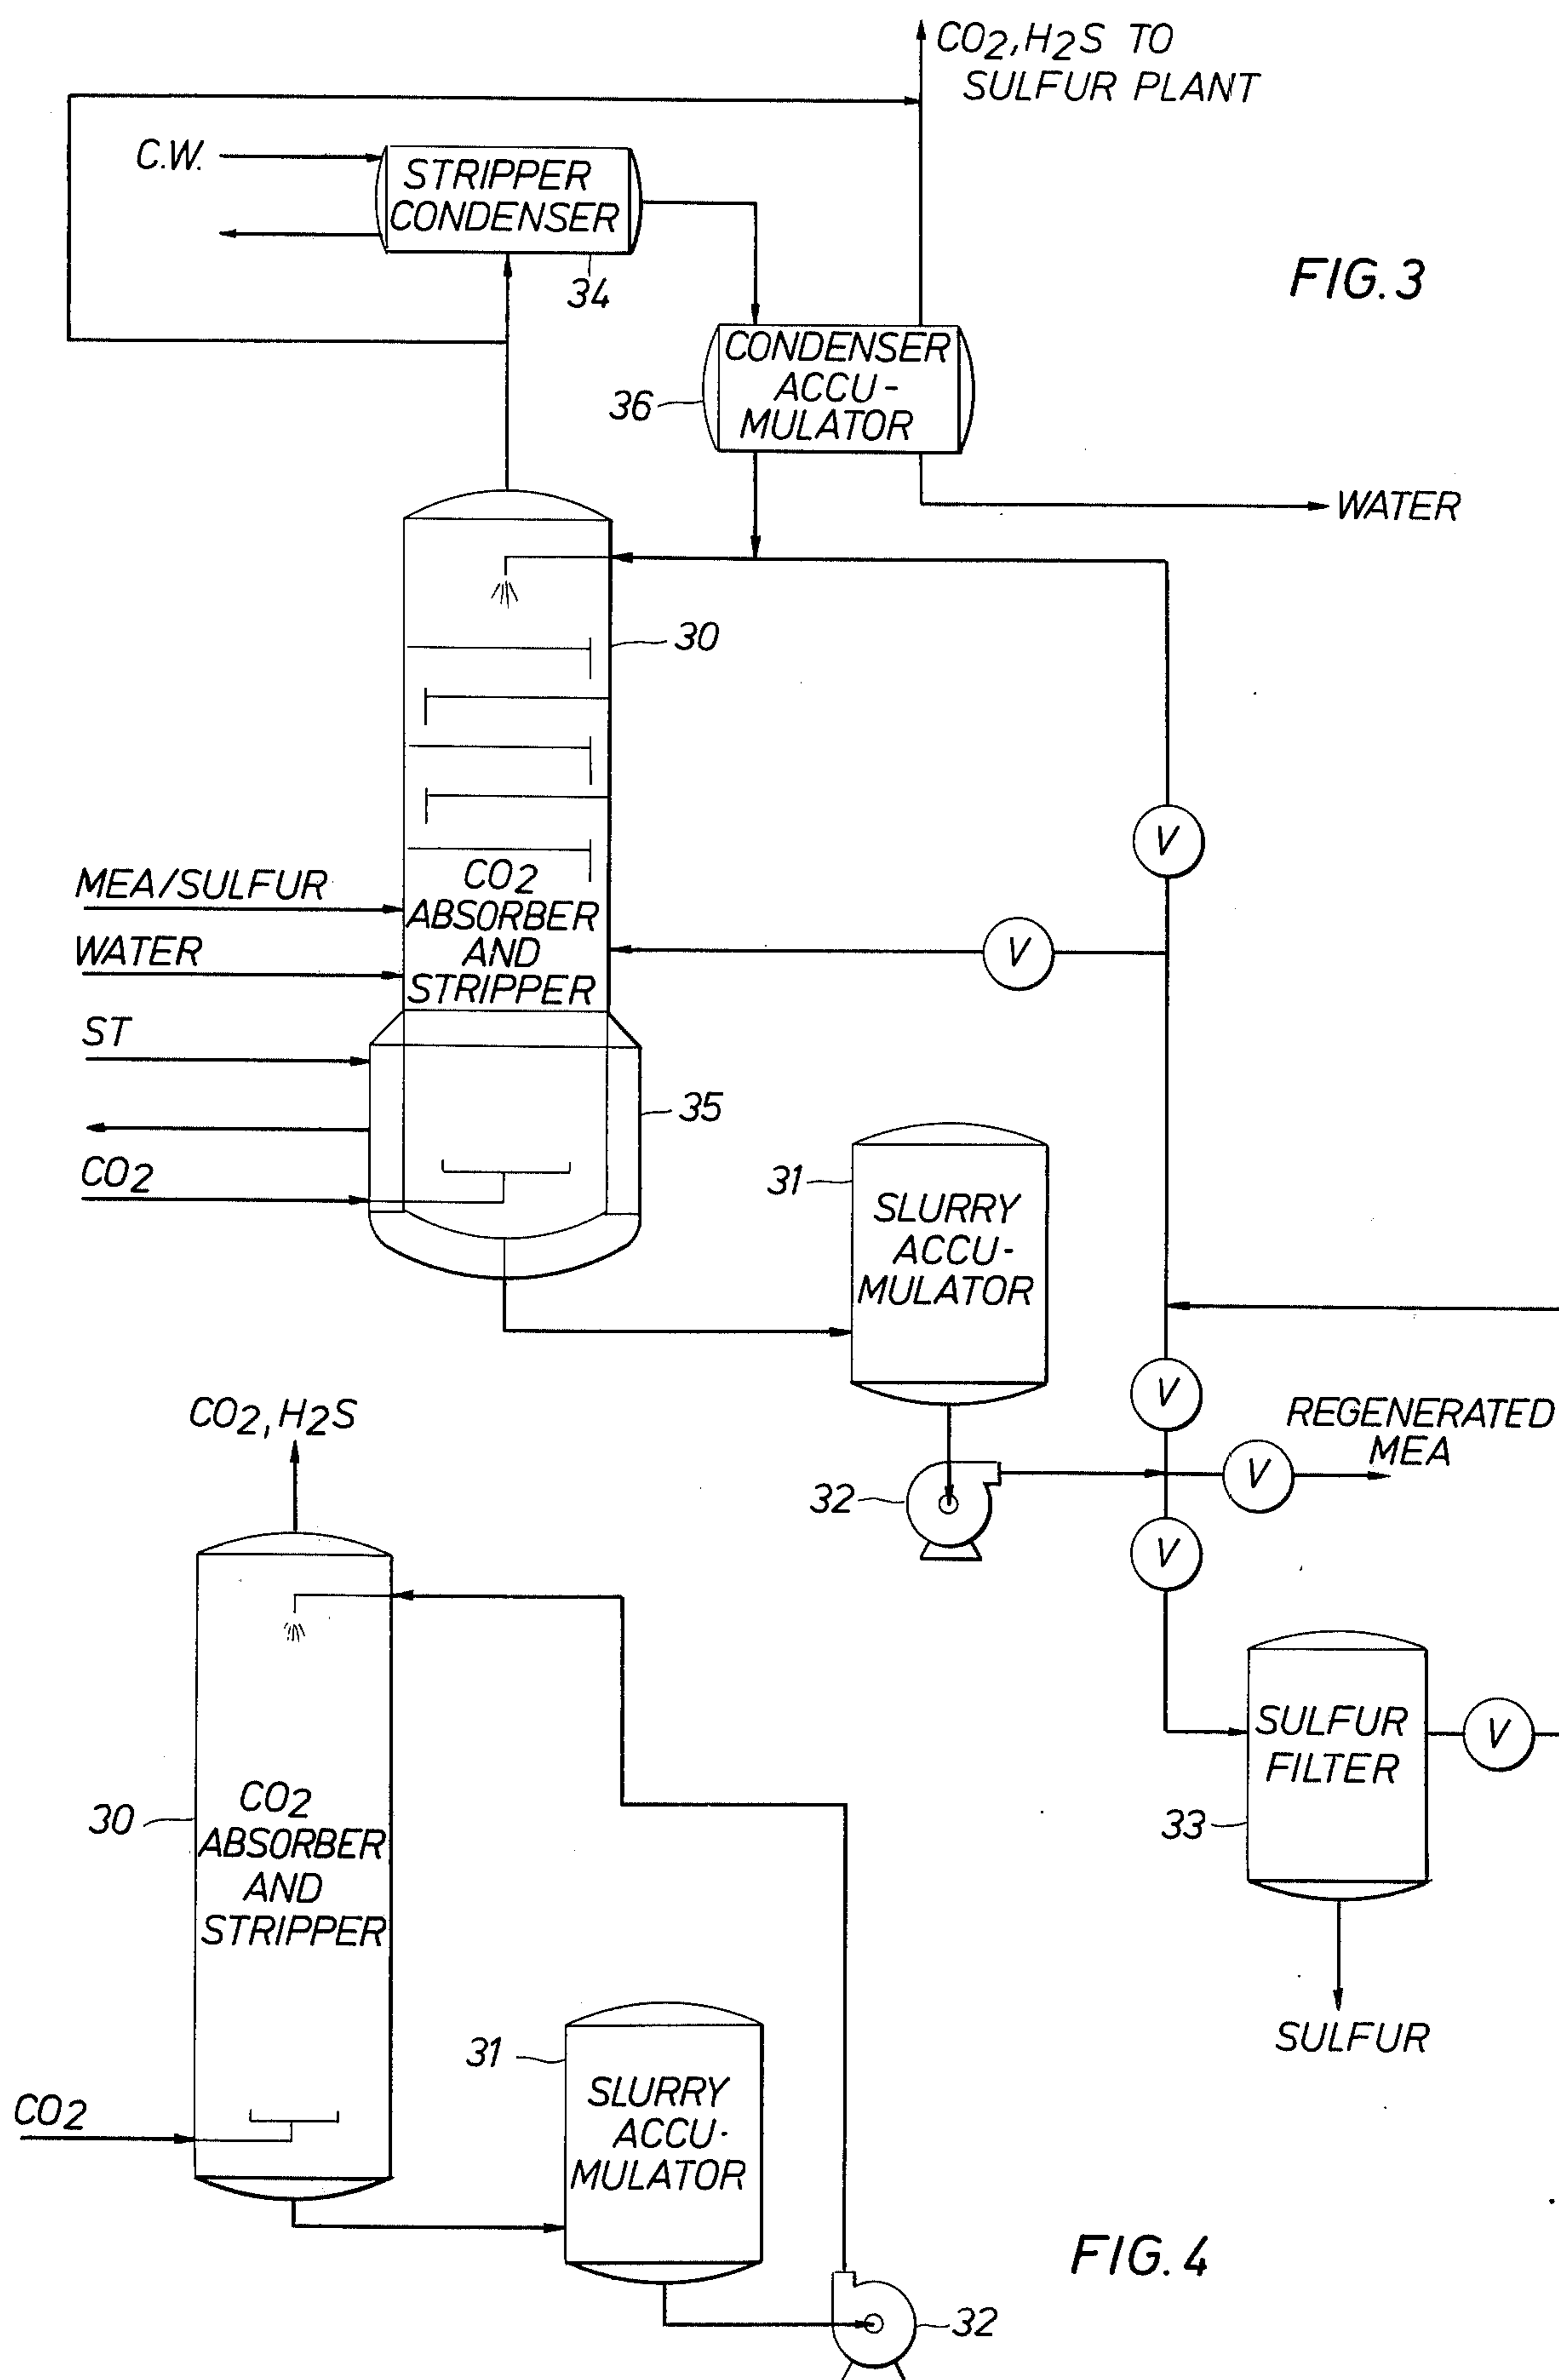 CO2, H2S TO
SULFUR PLANT
C.W.
STRIPPER
CONDENSER
34
FIG. 3
CONDENSER
ACCU-
MULATOR
36
WATER
30
V
MEA/SULFUR
CO2
ABSORBER
AND
STRIPPER
WATER
V
ST
35
CO2
31
SLURRY
ACCU-
MULATOR
V
REGENERATED
MEA
V
32
V
SULFUR
FILTER
V
33
SULFUR
CO2, H2S
30
CO2
ABSORBER
AND
STRIPPER
CO2
31
SLURRY
ACCU-
MULATOR
32
FIG. 4